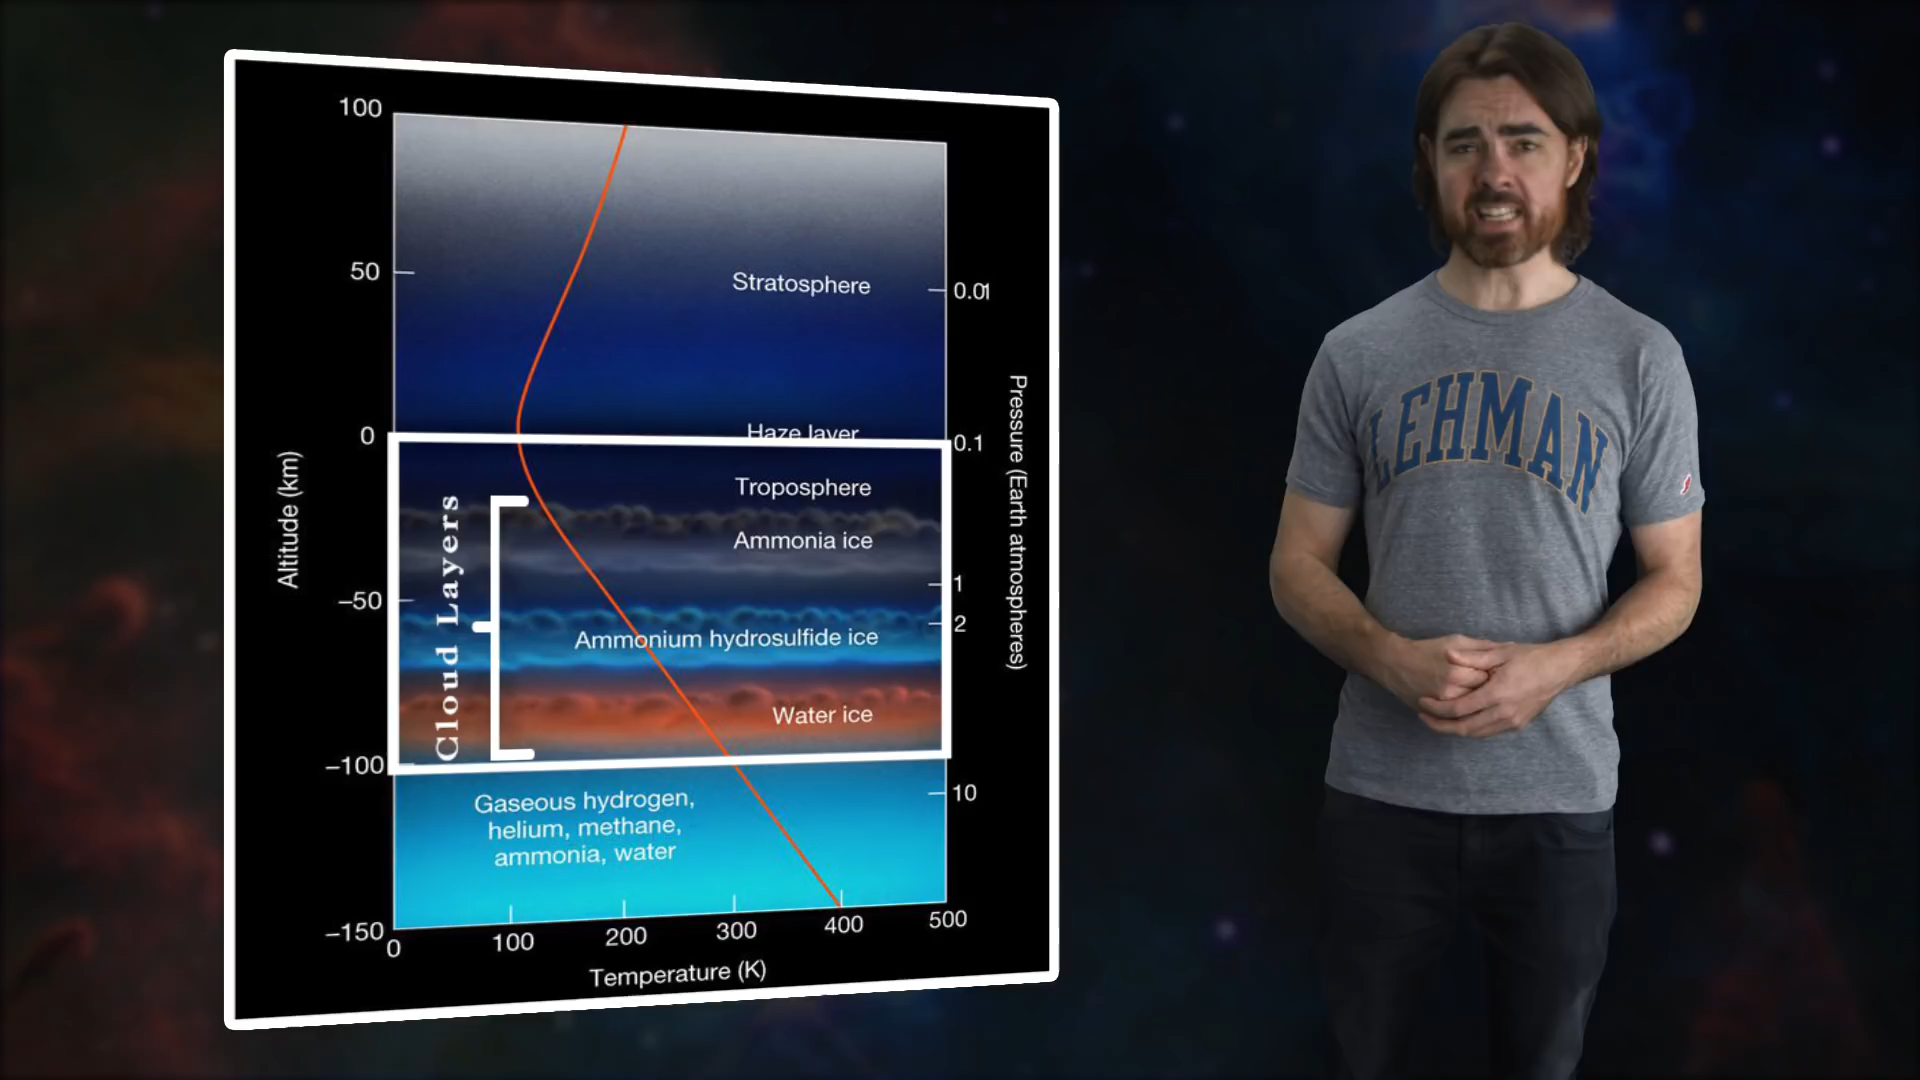 100
50
0
–50
–100
–150
Altitude (km)
Stratosphere
Haze layer
Troposphere
Ammonia ice
Ammonium hydrosulfide ice
Water ice
Cloud Layers
Gaseous hydrogen,
helium, methane,
ammonia, water
0.01
0.1
1
2
10
Pressure (Earth atmospheres)
0 100 200 300 400 500
Temperature (K)
LEHMAN